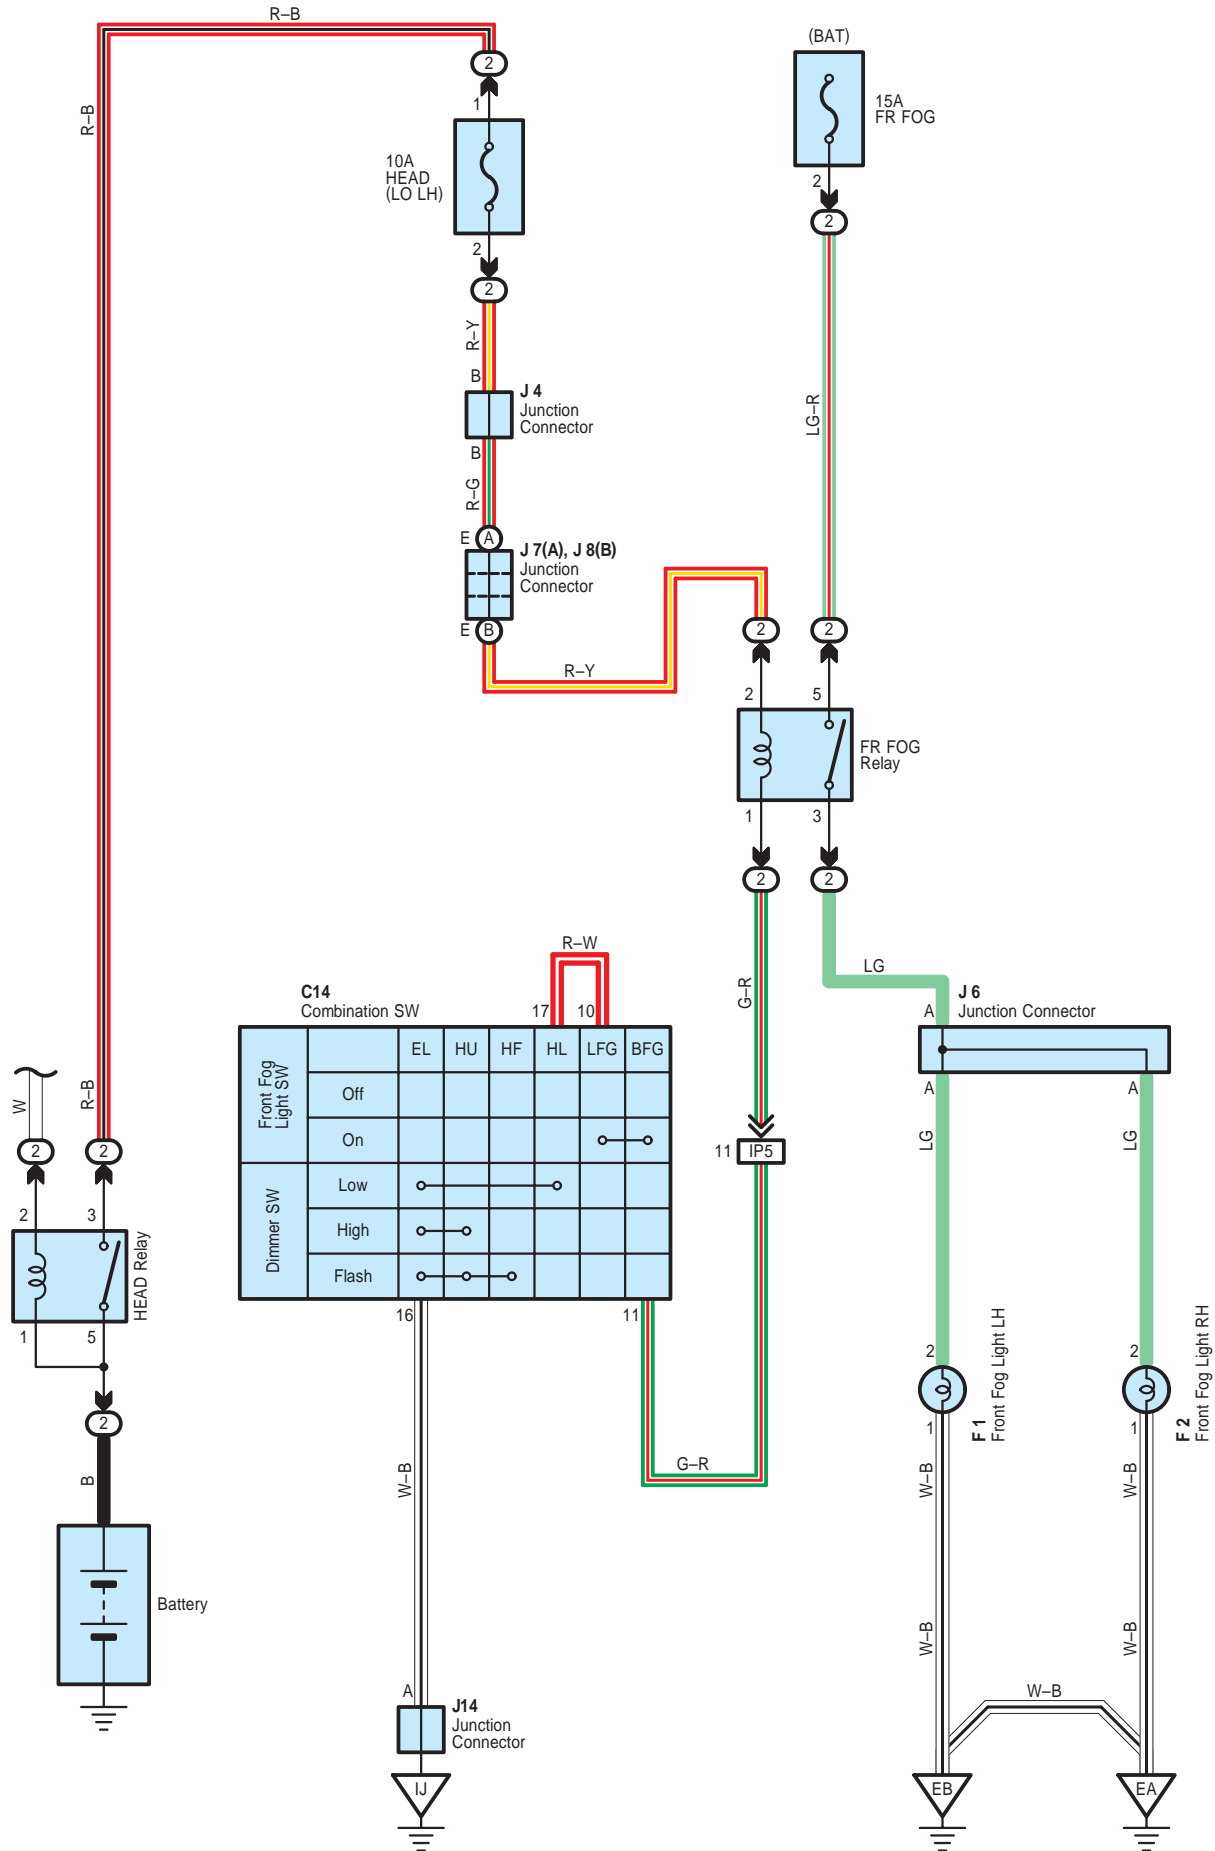 R–B
2
(BAT)
1
15A
FR FOG
R–B
10A
HEAD
(LO LH)
2
2
2
2
R–Y
B
J 4
Junction
Connector
B
LG–R
R–G
E A
J 7(A), J 8(B)
Junction
Connector
E B
R–Y
2
2
2
5
FR FOG
Relay
1
3
2
2
R–W
LG
G–R
C14
Combination SW
17
10
J 6
Junction Connector
A
Front Fog
Light SW
EL HU HF HL LFG BFG
Off
On
Dimmer SW
Low
High
Flash
A
A
LG
LG
W
R–B
2
2
11 IP5
2
3
HEAD Relay
1
5
16
11
2
2
F 1
Front Fog Light LH
F 2
Front Fog Light RH
1
1
2
G–R
B
W–B
W–B
W–B
Battery
W–B
W–B
W–B
A
J14
Junction
Connector
IJ
EB
EA